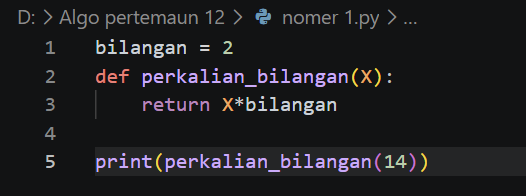 D: > Algo pertemaun 12 > nomer 1.py > ...
1 bilangan = 2
2 def perkalian_bilangan(X):
3     return X*bilangan
4
5 print(perkalian_bilangan(14))